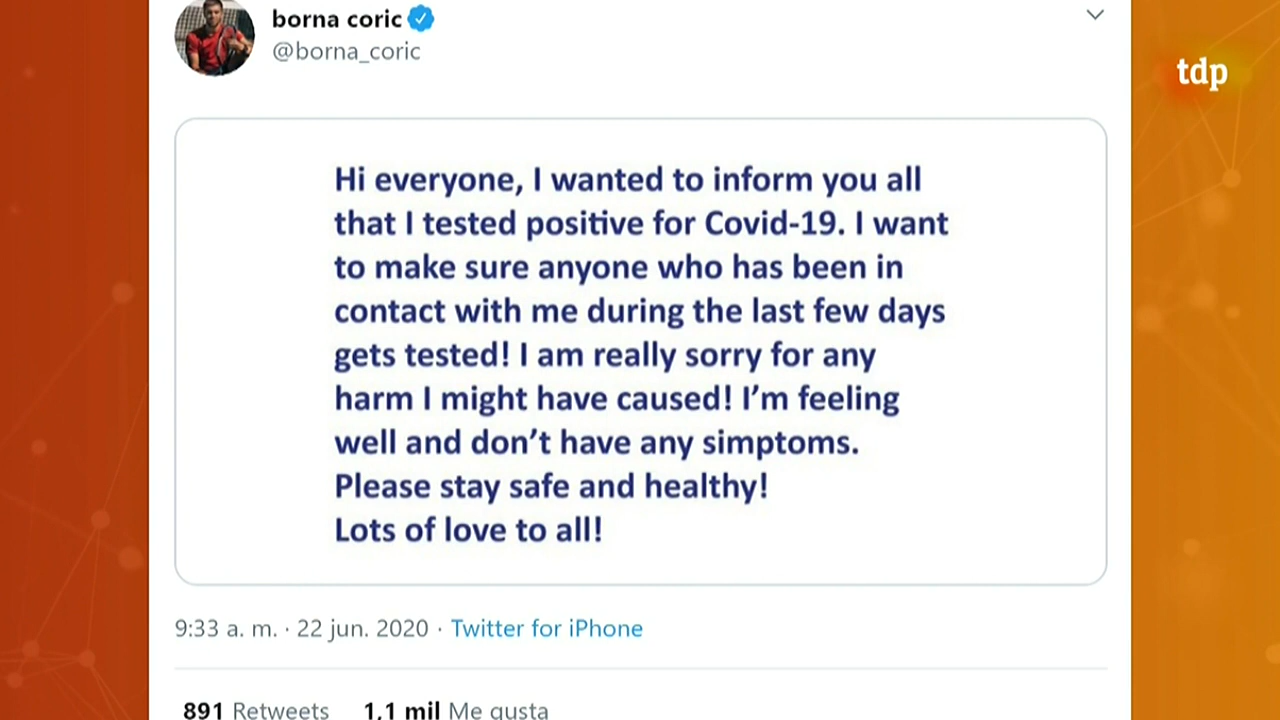 borna coric
@borna_coric
tdp
Hi everyone, I wanted to inform you all
that I tested positive for Covid-19. I want
to make sure anyone who has been in
contact with me during the last few days
gets tested! I am really sorry for any
harm I might have caused! I’m feeling
well and don’t have any simptoms.
Please stay safe and healthy!
Lots of love to all!
9:33 a. m. · 22 jun. 2020 · Twitter for iPhone
891 Retweets 1,1 mil Me gusta